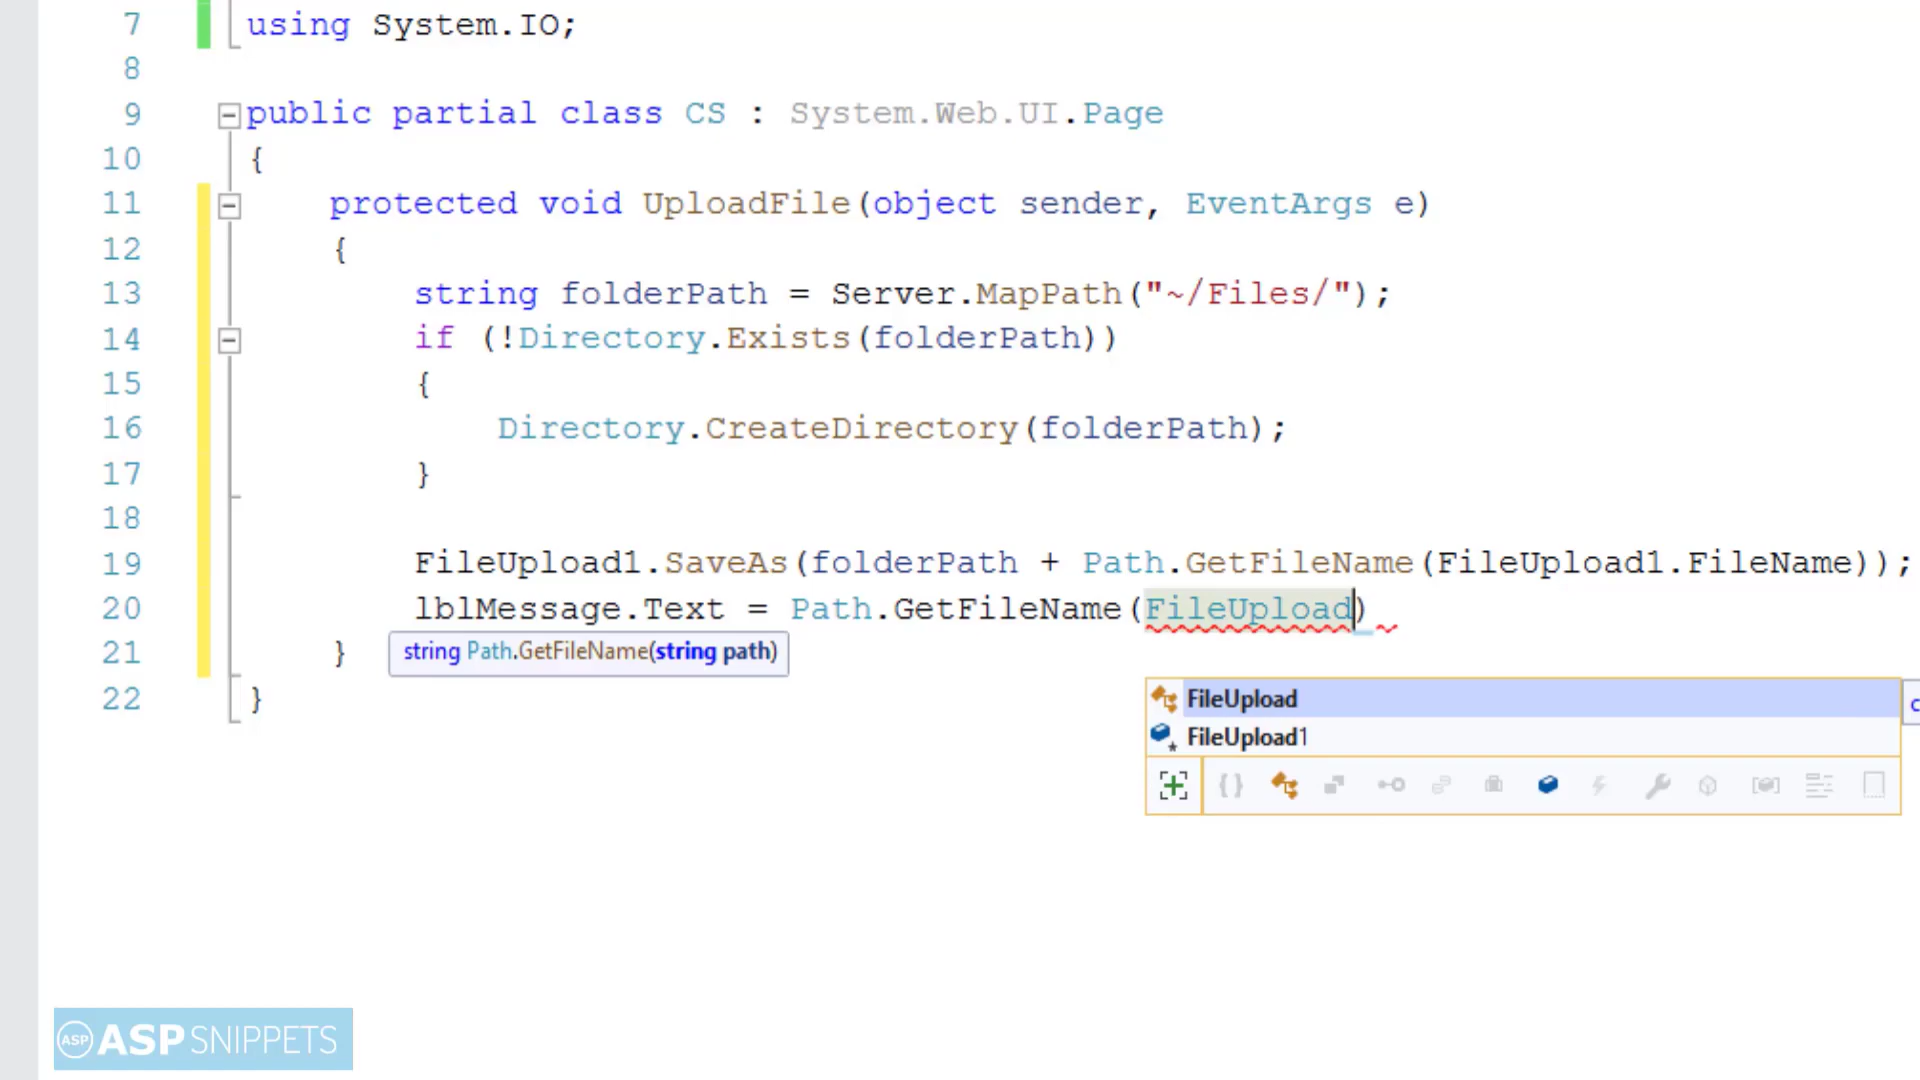 7 using System.IO;
8
9 public partial class CS : System.Web.UI.Page
10 {
11 protected void UploadFile(object sender, EventArgs e)
12 {
13 string folderPath = Server.MapPath("~/Files/");
14 if (!Directory.Exists(folderPath))
15 {
16 Directory.CreateDirectory(folderPath);
17 }
18
19 FileUpload1.SaveAs(folderPath + Path.GetFileName(FileUpload1.FileName));
20 lblMessage.Text = Path.GetFileName(FileUpload)
21 }
string Path.GetFileName(string path)
22 }
FileUpload
c
FileUpload1
ASP ASPSNIPPETS